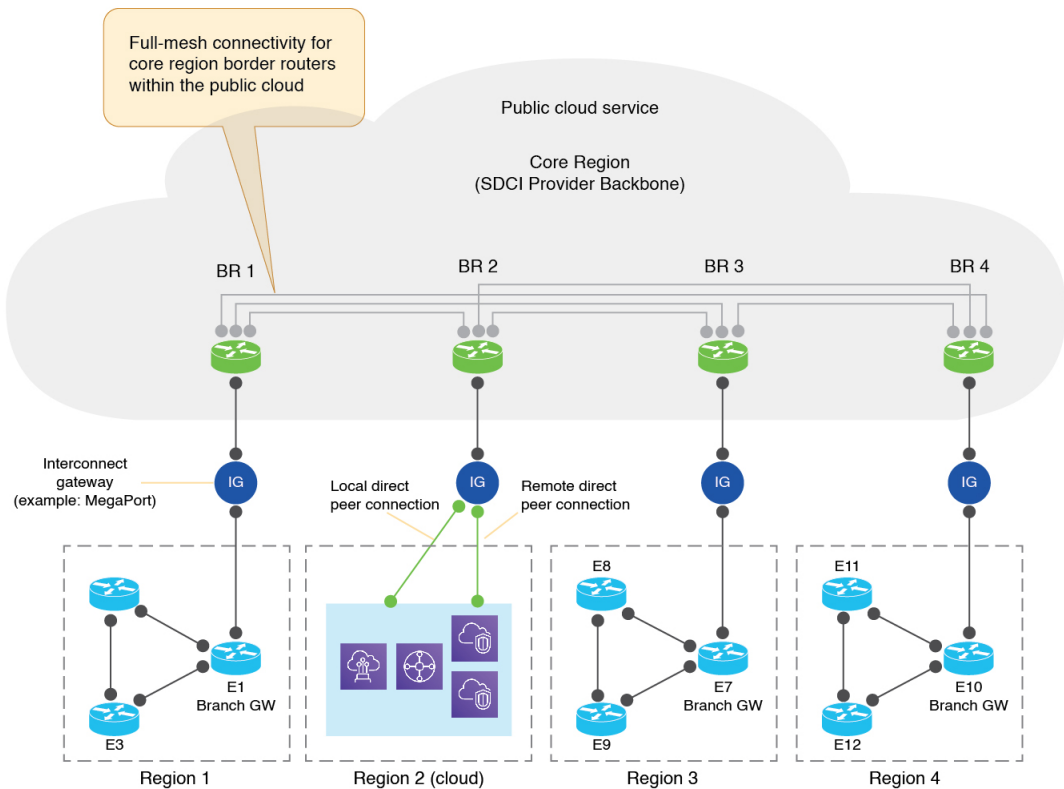 Full-mesh connectivity for
core region border routers
within the public cloud
Public cloud service
Core Region
(SDCI Provider Backbone)
BR 1
BR 2
BR 3
BR 4
Interconnect
gateway
(example: MegaPort)
IG
Local direct
peer connection
IG
Remote direct
peer connection
IG
IG
E1
Branch GW
E3
E8
E7
Branch GW
E9
E11
E10
Branch GW
E12
Region 1
Region 2 (cloud)
Region 3
Region 4